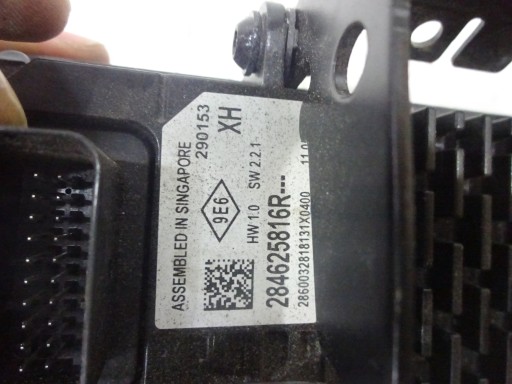 ASSEMBLED IN SINGAPORE
290153
XH
9E6
HW 1.0 SW 2.2.1
284625816R---
2860032818131X0400